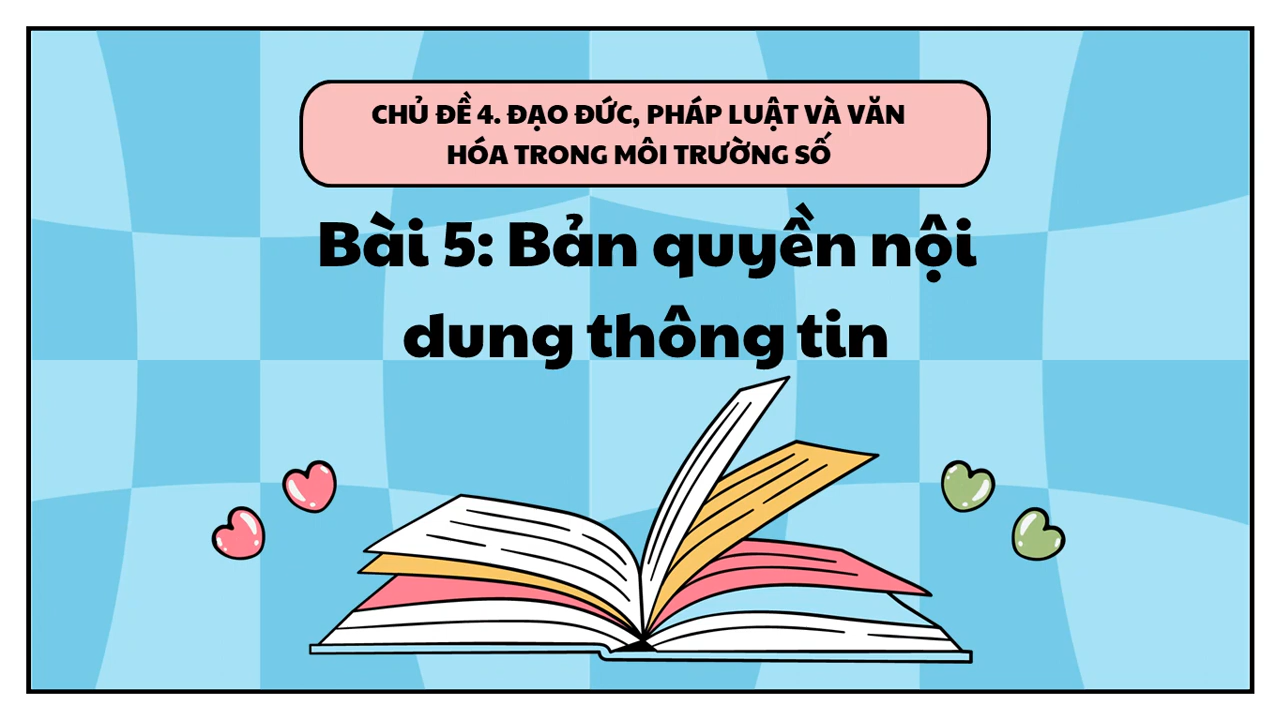 CHỦ ĐỀ 4. ĐẠO ĐỨC, PHÁP LUẬT VÀ VĂN
HÓA TRONG MÔI TRƯỜNG SỐ
Bài 5: Bản quyền nội
dung thông tin